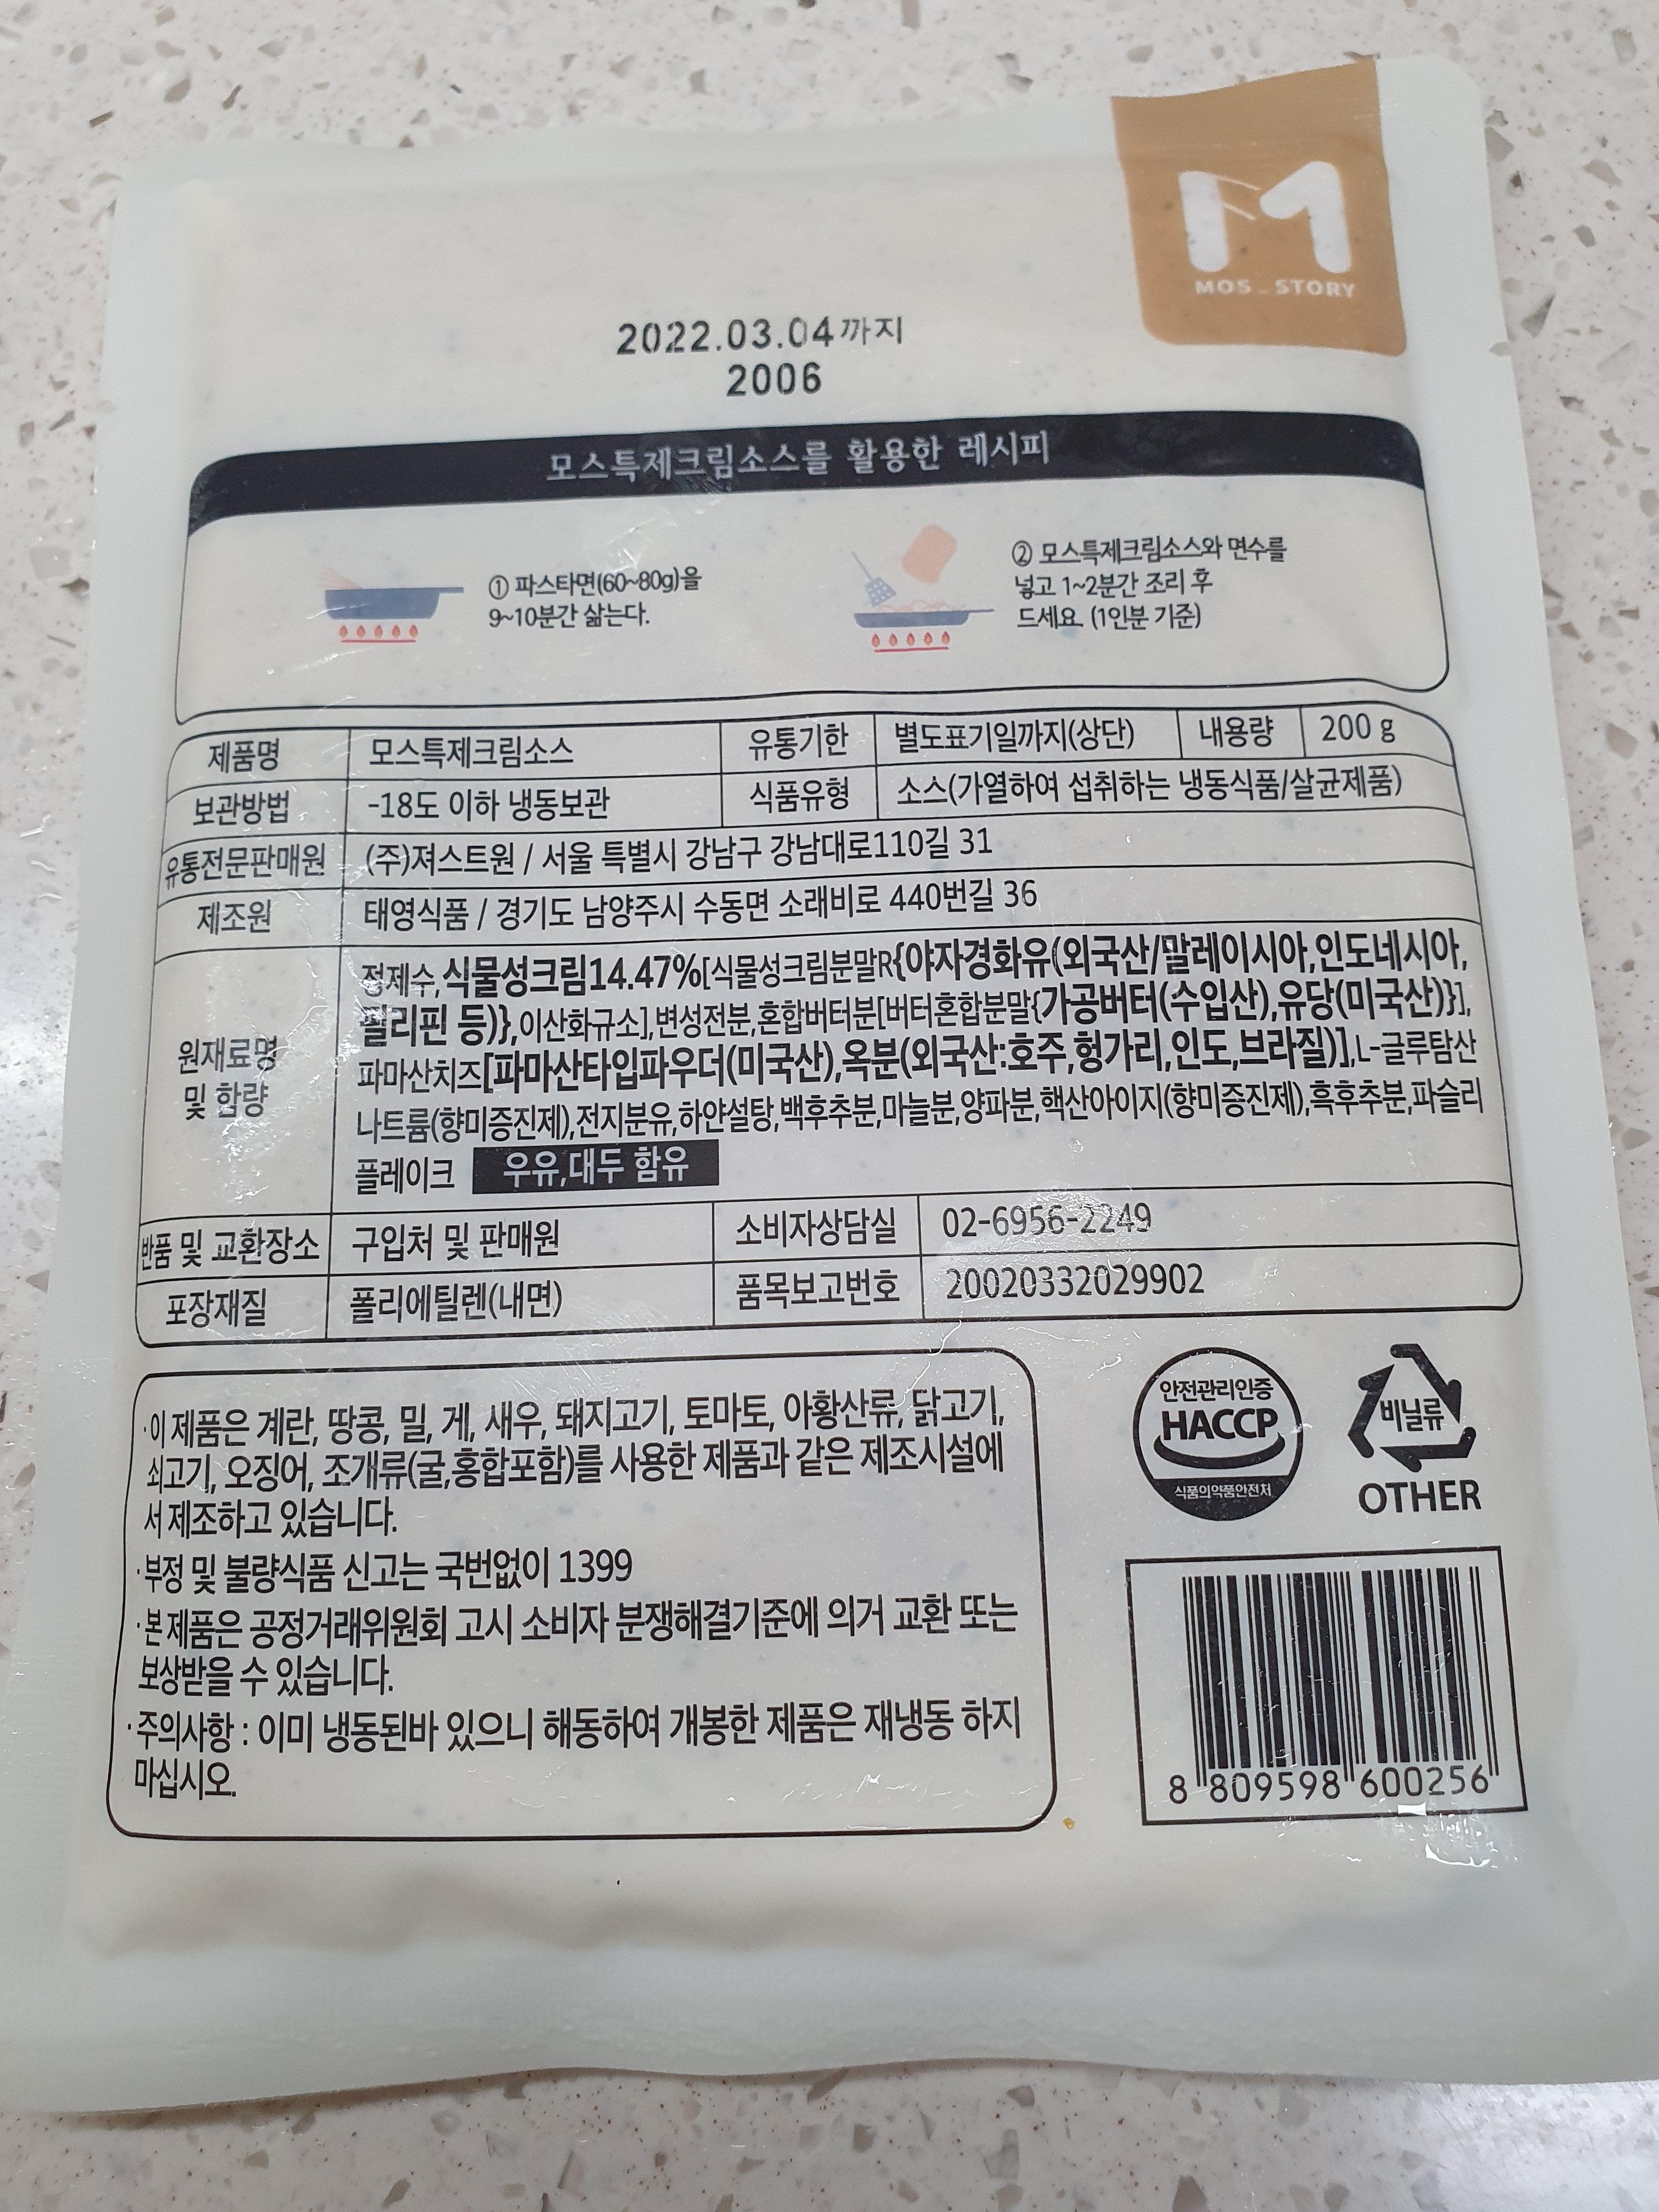 M
MOS_STORY
2022.03.04까지
2006
모스특제크림소스를 활용한 레시피
① 파스타면(60~80g)을
9~10분간 삶는다.
② 모스특제크림소스와 면수를
넣고 1~2분간 조리 후
드세요. (1인분 기준)
제품명 모스특제크림소스 유통기한 별도표기일까지(상단) 내용량 200 g
보관방법 -18도 이하 냉동보관 식품유형 소스(가열하여 섭취하는 냉동식품/살균제품)
유통전문판매원 (주)져스트원 / 서울 특별시 강남구 강남대로110길 31
제조원 태영식품 / 경기도 남양주시 수동면 소래비로 440번길 36
원재료명
및 함량
정제수,식물성크림14.47%[식물성크림분말R{야자경화유(외국산/말레이시아,인도네시아,
필리핀 등)},이산화규소],변성전분,혼합버터분[버터혼합분말{가공버터(수입산),유당(미국산)}],
파마산치즈[파마산타입파우더(미국산),옥분(외국산:호주,헝가리,인도,브라질)],L-글루탐산
나트륨(향미증진제),전지분유,하얀설탕,백후추분,마늘분,양파분,핵산아이지(향미증진제),흑후추분,파슬리
플레이크 우유,대두 함유
반품 및 교환장소 구입처 및 판매원 소비자상담실 02-6956-2249
포장재질 폴리에틸렌(내면) 품목보고번호 20020332029902
·이 제품은 계란, 땅콩, 밀, 게, 새우, 돼지고기, 토마토, 아황산류, 닭고기,
쇠고기, 오징어, 조개류(굴,홍합포함)를 사용한 제품과 같은 제조시설에
서 제조하고 있습니다.
·부정 및 불량식품 신고는 국번없이 1399
·본 제품은 공정거래위원회 고시 소비자 분쟁해결기준에 의거 교환 또는
보상받을 수 있습니다.
·주의사항 : 이미 냉동된바 있으니 해동하여 개봉한 제품은 재냉동 하지
마십시오.
안전관리인증
HACCP
식품의약품안전처
비닐류
OTHER
8 809598 600256